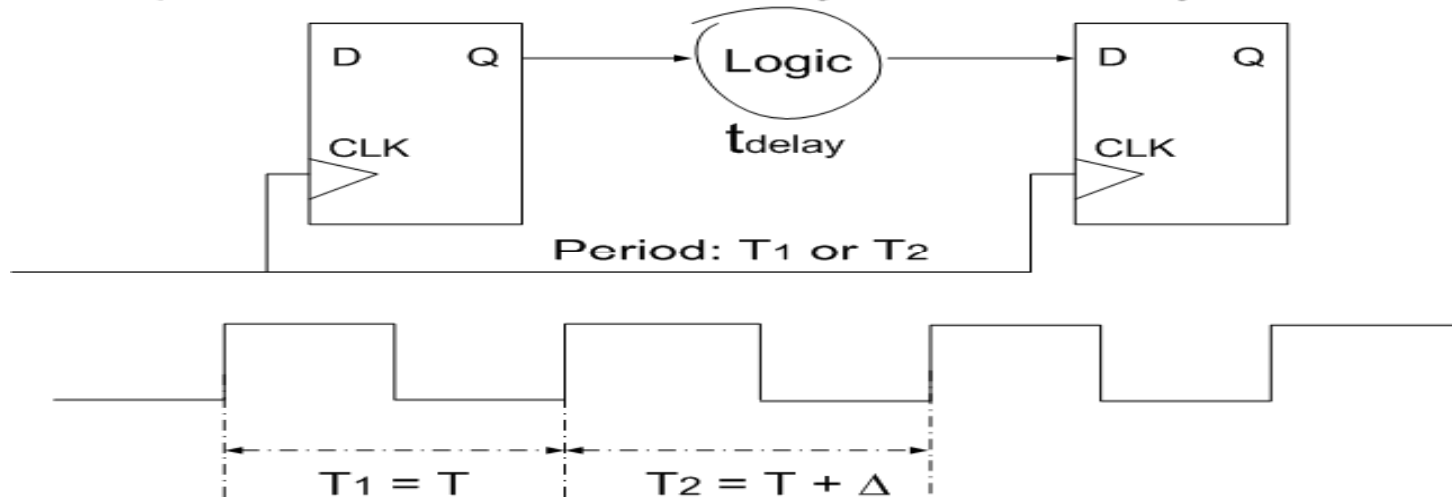 D Q Logic D Q
tdelay
CLK CLK
Period: T1 or T2
T1 = T T2 = T + Δ